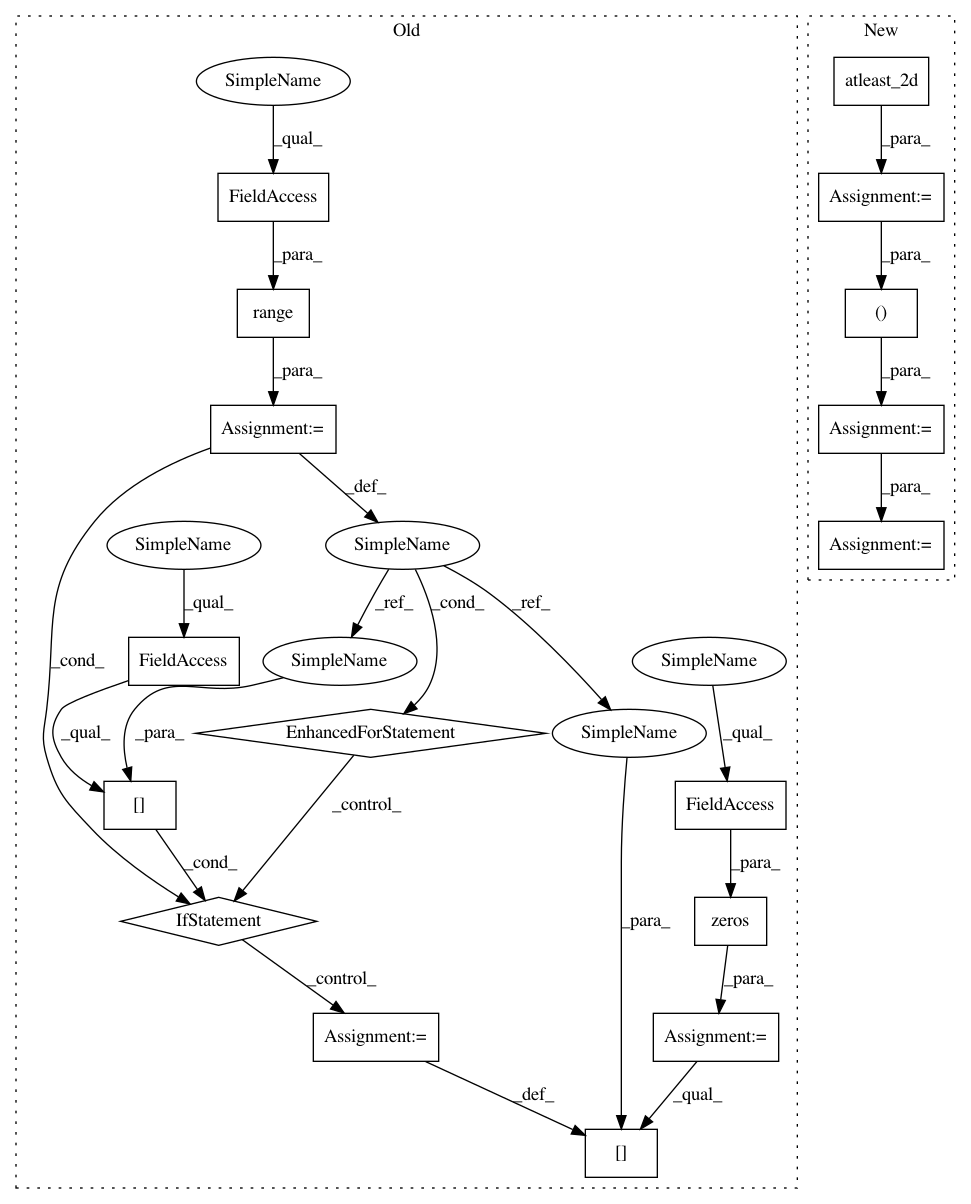 Old
New
SimpleName
atleast_2d
_qual_
_para_
FieldAccess
Assignment:=
_para_
_para_
range
()
_para_
_para_
Assignment:=
Assignment:=
_def_
_para_
SimpleName
SimpleName
Assignment:=
_qual_
_ref_
_cond_
_ref_
_cond_
FieldAccess
SimpleName
SimpleName
_qual_
_para_
EnhancedForStatement
SimpleName
_qual_
[]
_control_
FieldAccess
_cond_
_para_
IfStatement
_para_
zeros
_control_
_para_
Assignment:=
Assignment:=
_def_
_qual_
[]